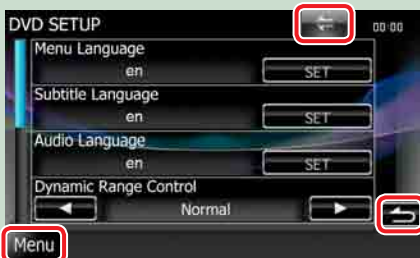 DVD SETUP
00:00
Menu Language
en
SET
Subtitle Language
en
SET
Audio Language
en
SET
Dynamic Range Control
Normal
Menu